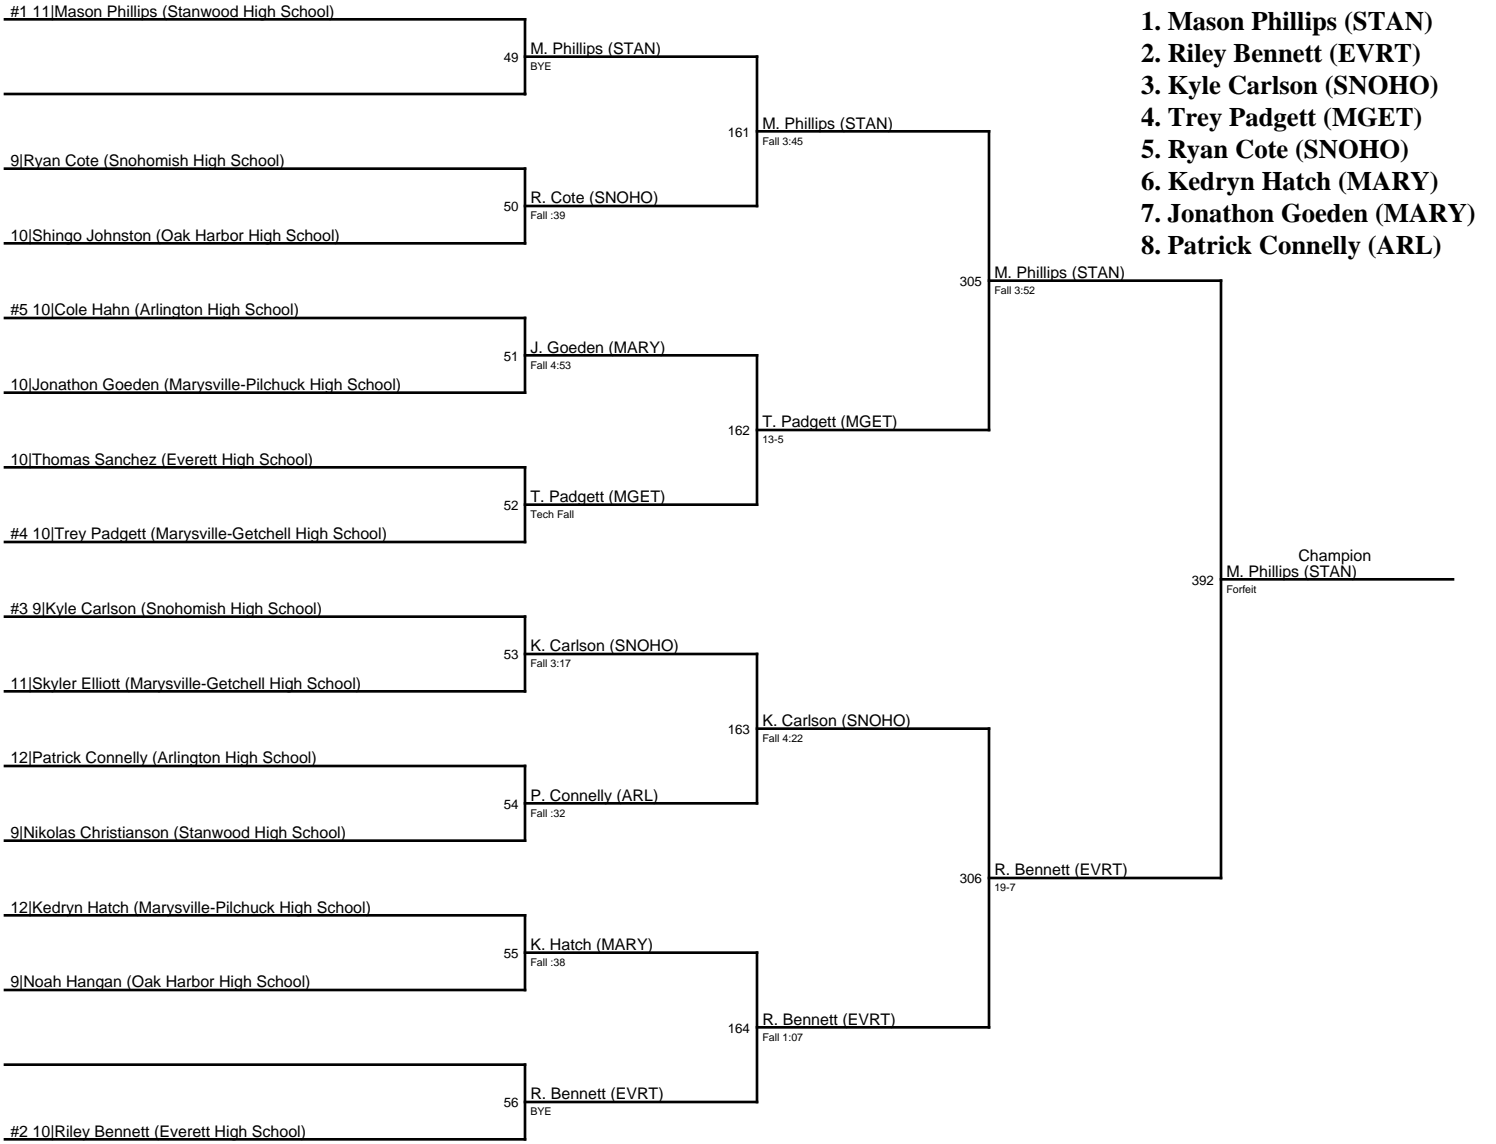 #1 11|Mason Phillips (Stanwood High School)
49
M. Phillips (STAN)
BYE
161
M. Phillips (STAN)
Fall 3:45
9|Ryan Cote (Snohomish High School)
50
R. Cote (SNOHO)
Fall :39
10|Shingo Johnston (Oak Harbor High School)
305
M. Phillips (STAN)
Fall 3:52
#5 10|Cole Hahn (Arlington High School)
51
J. Goeden (MARY)
Fall 4:53
10|Jonathon Goeden (Marysville-Pilchuck High School)
162
T. Padgett (MGET)
13-5
10|Thomas Sanchez (Everett High School)
52
T. Padgett (MGET)
Tech Fall
#4 10|Trey Padgett (Marysville-Getchell High School)
392
Champion
M. Phillips (STAN)
Forfeit
#3 9|Kyle Carlson (Snohomish High School)
53
K. Carlson (SNOHO)
Fall 3:17
11|Skyler Elliott (Marysville-Getchell High School)
163
K. Carlson (SNOHO)
Fall 4:22
12|Patrick Connelly (Arlington High School)
54
P. Connelly (ARL)
Fall :32
9|Nikolas Christianson (Stanwood High School)
306
R. Bennett (EVRT)
19-7
12|Kedryn Hatch (Marysville-Pilchuck High School)
55
K. Hatch (MARY)
Fall :38
9|Noah Hangan (Oak Harbor High School)
164
R. Bennett (EVRT)
Fall 1:07
56
R. Bennett (EVRT)
BYE
#2 10|Riley Bennett (Everett High School)
1. Mason Phillips (STAN)
2. Riley Bennett (EVRT)
3. Kyle Carlson (SNOHO)
4. Trey Padgett (MGET)
5. Ryan Cote (SNOHO)
6. Kedryn Hatch (MARY)
7. Jonathon Goeden (MARY)
8. Patrick Connelly (ARL)